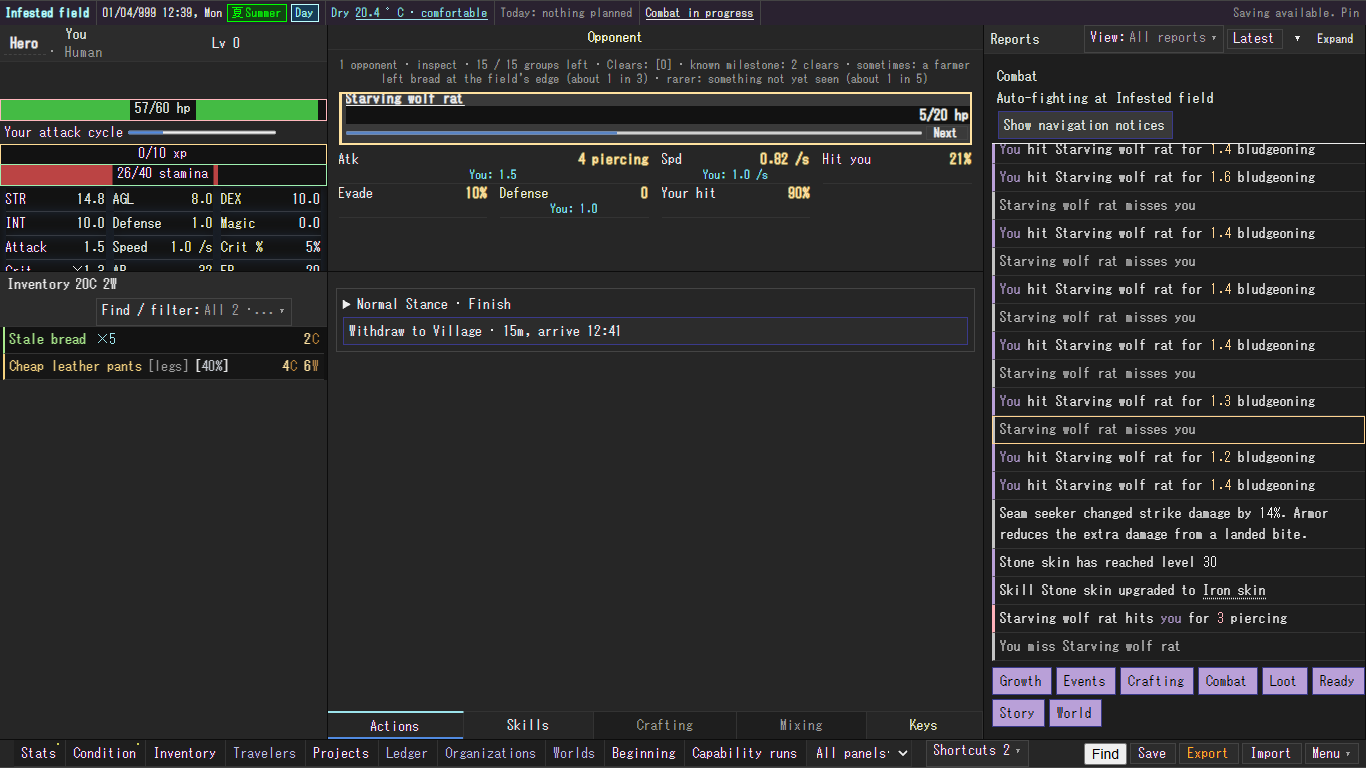 Infested field 01/04/999 12:39, Mon 夏Summer Day Dry 20.4 ° C · comfortable Today: nothing planned Combat in progress Saving available. Pin
Hero · You Human Lv 0
57/60 hp
Your attack cycle
0/10 xp
26/40 stamina
STR 14.8 AGL 8.0 DEX 10.0
INT 10.0 Defense 1.0 Magic 0.0
Attack 1.5 Speed 1.0 /s Crit % 5%
Inventory 20C 2W
Find / filter: All 2 ·... ▾
Stale bread ×5 2C
Cheap leather pants [legs] [40%] 4C 6W
Opponent
1 opponent · inspect · 15 / 15 groups left · Clears: [0] · known milestone: 2 clears · sometimes: a farmer
left bread at the field's edge (about 1 in 3) · rarer: something not yet seen (about 1 in 5)
Starving wolf rat
5/20 hp
Next
Atk 4 piercing Spd 0.82 /s Hit you 21%
You: 1.5 You: 1.0 /s
Evade 10% Defense 0 Your hit 90%
You: 1.0
▶ Normal Stance · Finish
Withdraw to Village · 15m, arrive 12:41
Actions Skills Crafting Mixing Keys
Reports View: All reports ▾ Latest ▾ Expand
Combat
Auto-fighting at Infested field
Show navigation notices
You hit Starving wolf rat for 1.4 bludgeoning
You hit Starving wolf rat for 1.6 bludgeoning
Starving wolf rat misses you
You hit Starving wolf rat for 1.4 bludgeoning
Starving wolf rat misses you
You hit Starving wolf rat for 1.4 bludgeoning
Starving wolf rat misses you
You hit Starving wolf rat for 1.4 bludgeoning
Starving wolf rat misses you
You hit Starving wolf rat for 1.3 bludgeoning
Starving wolf rat misses you
You hit Starving wolf rat for 1.2 bludgeoning
You hit Starving wolf rat for 1.4 bludgeoning
Seam seeker changed strike damage by 14%. Armor
reduces the extra damage from a landed bite.
Stone skin has reached level 30
Skill Stone skin upgraded to Iron skin
Starving wolf rat hits you for 3 piercing
You miss Starving wolf rat
Growth Events Crafting Combat Loot Ready
Story World
Stats Condition Inventory Travelers Projects Ledger Organizations Worlds Beginning Capability runs All panels· Shortcuts 2 ▾ Find Save Export Import Menu ▾